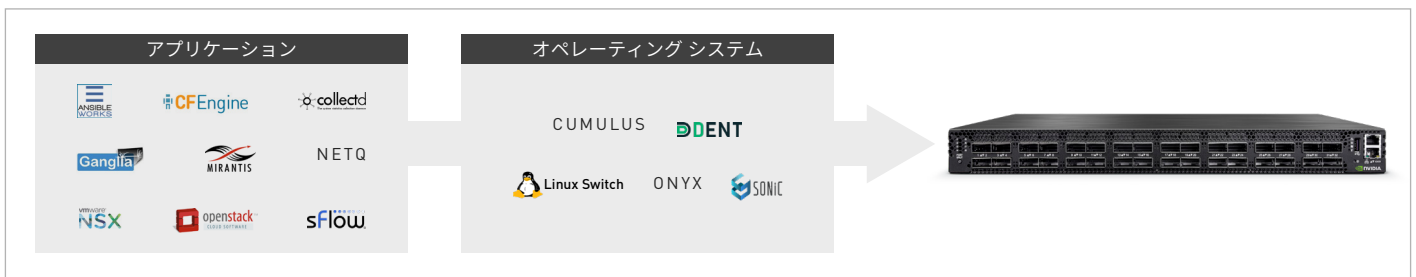 アプリケーション
オペレーティング システム
ANSIBLE
WORKS
CFEngine
collectd
Ganglia
MIRANTIS
NETQ
vmware
NSX
openstack
CLOUD SOFTWARE
sFlow
CUMULUS
DENT
Linux Switch
ONYX
SONiC
NVIDIA